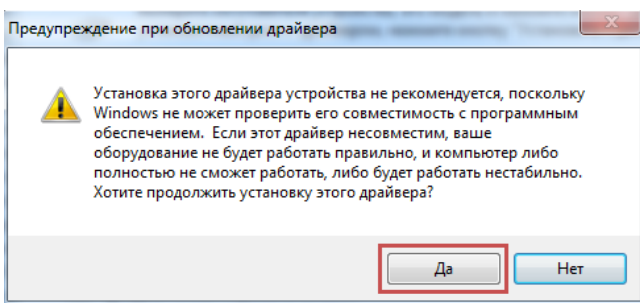 Предупреждение при обновлении драйвера
Установка этого драйвера устройства не рекомендуется, поскольку
Windows не может проверить его совместимость с программным
обеспечением. Если этот драйвер несовместим, ваше
оборудование не будет работать правильно, и компьютер либо
полностью не сможет работать, либо будет работать нестабильно.
Хотите продолжить установку этого драйвера?
Да
Нет